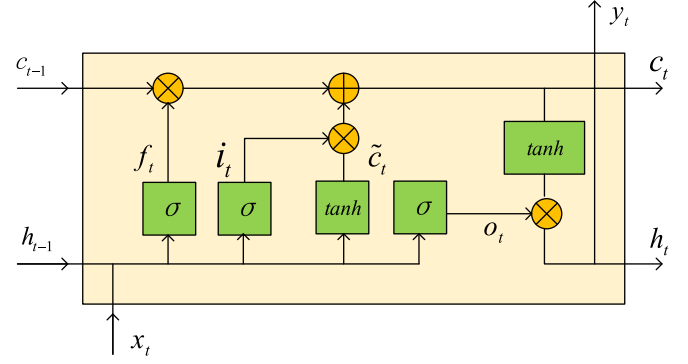 y_t
c_{t-1}
c_t
f_t
i_t
c̃_t
tanh
σ
σ
tanh
σ
o_t
h_{t-1}
h_t
x_t